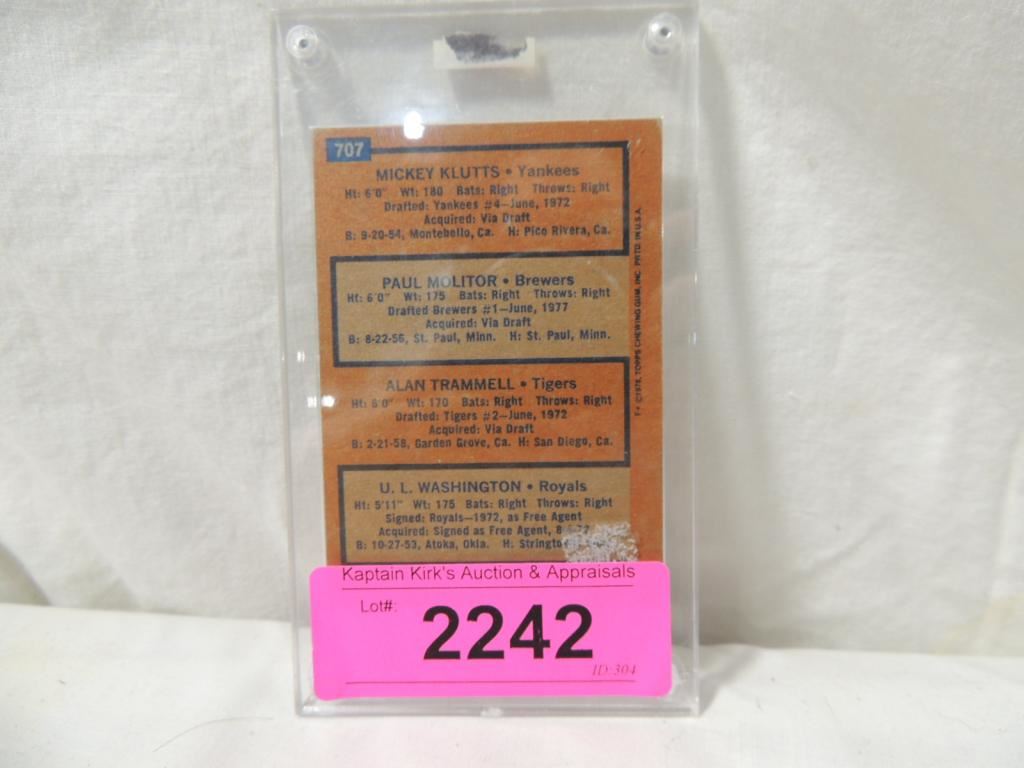 707
MICKEY KLUTTS • Yankees
Ht: 6'0" Wt: 180 Bats: Right Throws: Right
Drafted: Yankees #4—June, 1972
Acquired: Via Draft
B: 9-20-54, Montebello, Ca. H: Pico Rivera, Ca.
PAUL MOLITOR • Brewers
Ht: 6'0" Wt: 175 Bats: Right Throws: Right
Drafted Brewers #1—June, 1977
Acquired: Via Draft
B: 8-22-56, St. Paul, Minn. H: St. Paul, Minn.
ALAN TRAMMELL • Tigers
Ht: 6'0" Wt: 170 Bats: Right Throws: Right
Drafted: Tigers #2—June, 1972
Acquired: Via Draft
B: 2-21-58, Garden Grove, Ca. H: San Diego, Ca.
U. L. WASHINGTON • Royals
Ht: 5'11" Wt: 175 Bats: Right Throws: Right
Signed: Royals—1972, as Free Agent
Acquired: Signed as Free Agent,
B: 10-27-53, Atoka, Okla. H:
F* ©1978, TOPPS CHEWING GUM, INC. PRTD. IN U.S.A.
Kaptain Kirk's Auction & Appraisals
Lot#: 2242
ID:304